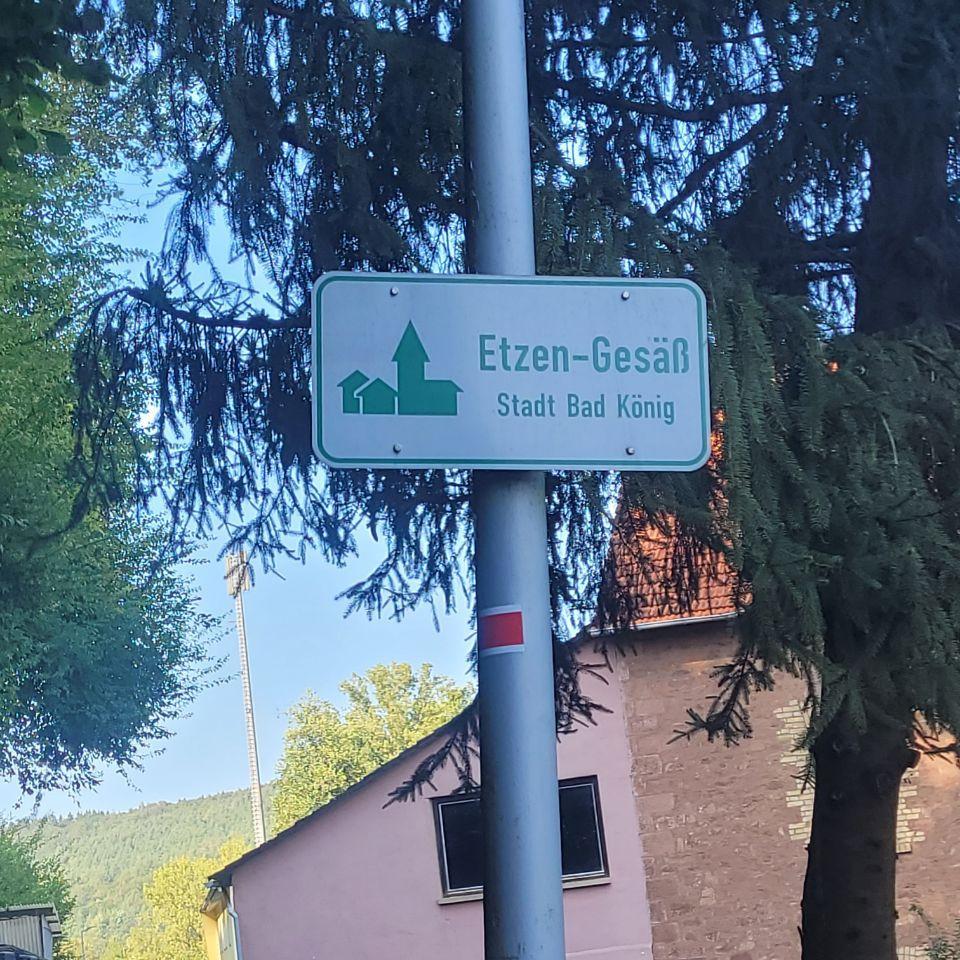 Etzen-Gesäß
Stadt Bad König